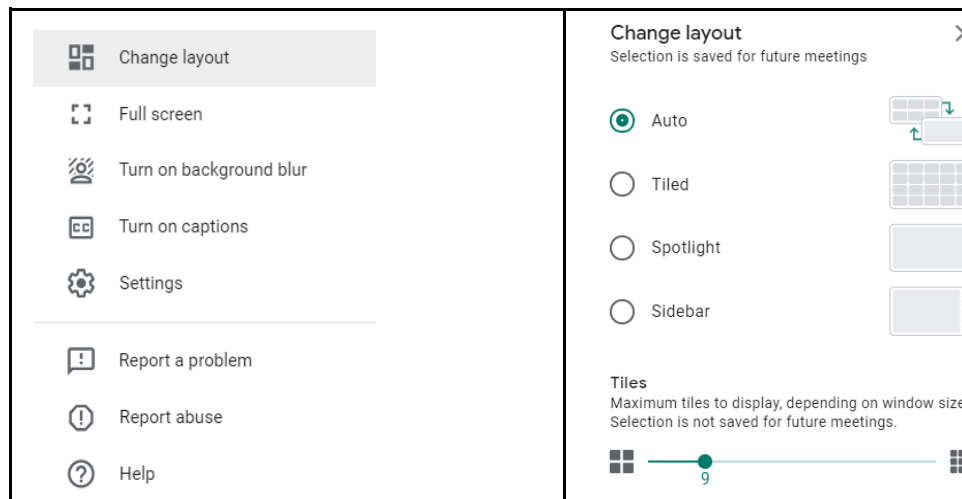 Change layout
Full screen
Turn on background blur
CC
Turn on captions
Settings
Report a problem
Report abuse
Help
Change layout
Selection is saved for future meetings
Auto
Tiled
Spotlight
Sidebar
Tiles
Maximum tiles to display, depending on window size
Selection is not saved for future meetings.
9